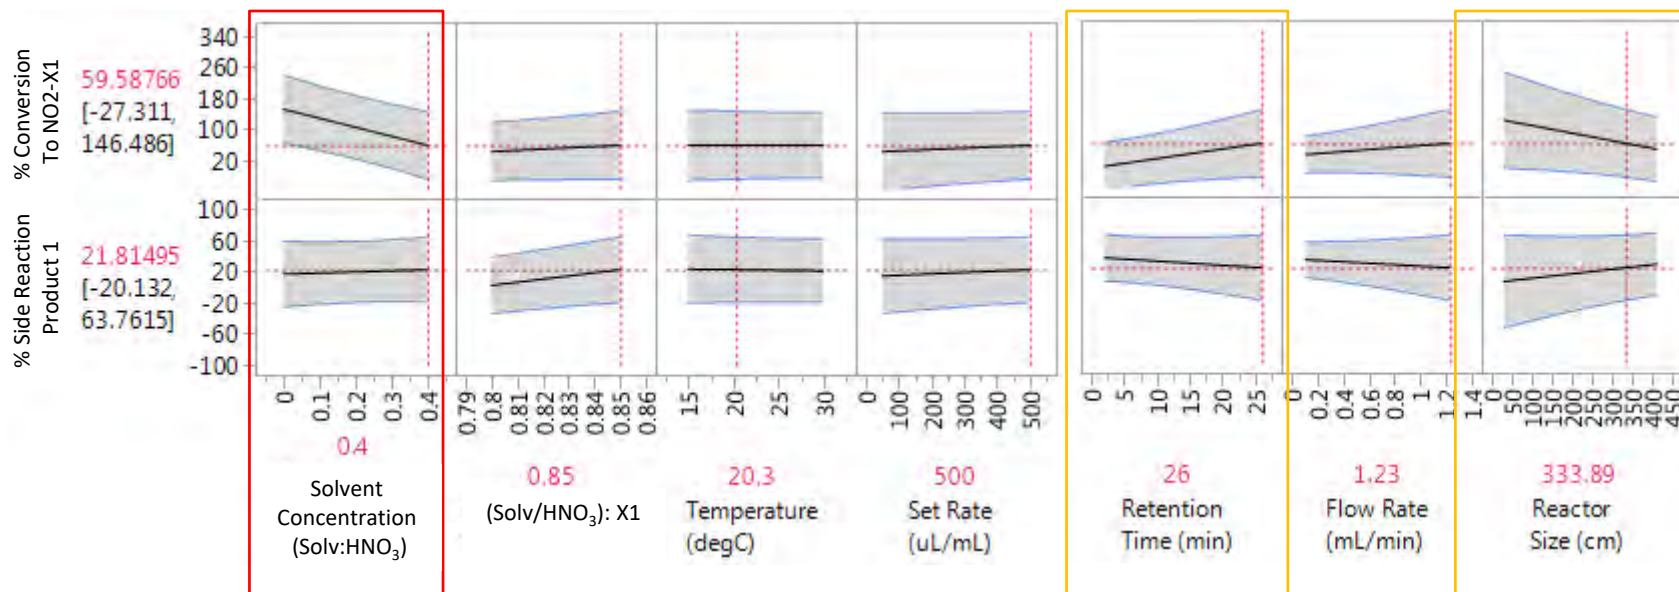 % Conversion
To NO2-X1
59.58766
[-27.311,
146.486]
340
260
180
100
20
% Side Reaction
Product 1
21.81495
[-20.132,
63.7615]
100
60
20
-20
-60
-100
0 0.1 0.2 0.3 0.4
0.79 0.8 0.81 0.82 0.83 0.84 0.85 0.86
15 20 25 30
0 100 200 300 400 500
0 5 10 15 20 25
0 0.2 0.4 0.6 0.8 1 1.2 1.4
0 50 100 150 200 250 300 350 400 450
0.4
Solvent
Concentration
(Solv:HNO₃)
0.85
(Solv/HNO₃): X1
20.3
Temperature
(degC)
500
Set Rate
(uL/mL)
26
Retention
Time (min)
1.23
Flow Rate
(mL/min)
333.89
Reactor
Size (cm)